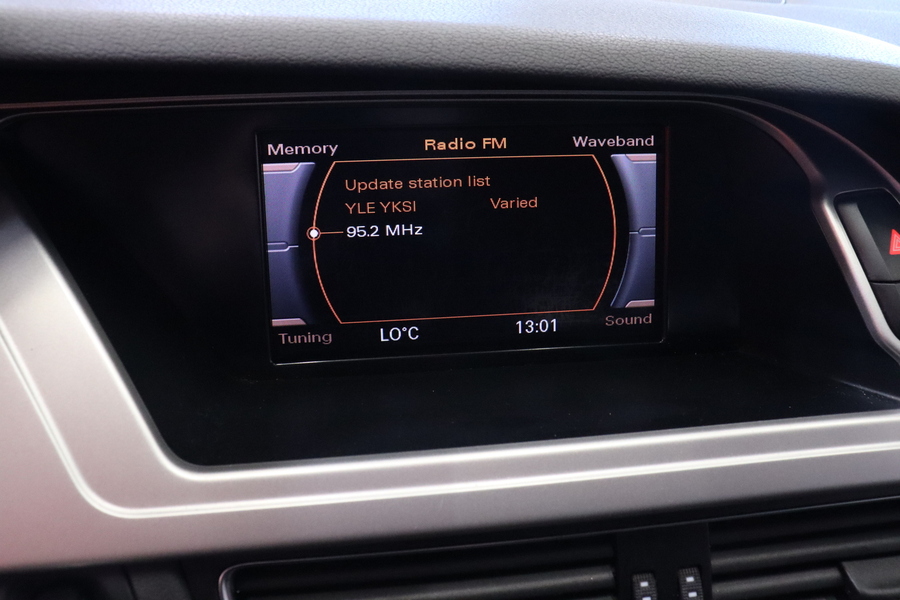 Memory Radio FM Waveband
Update station list
YLE YKSI Varied
95.2 MHz
Tuning LO°C 13:01 Sound